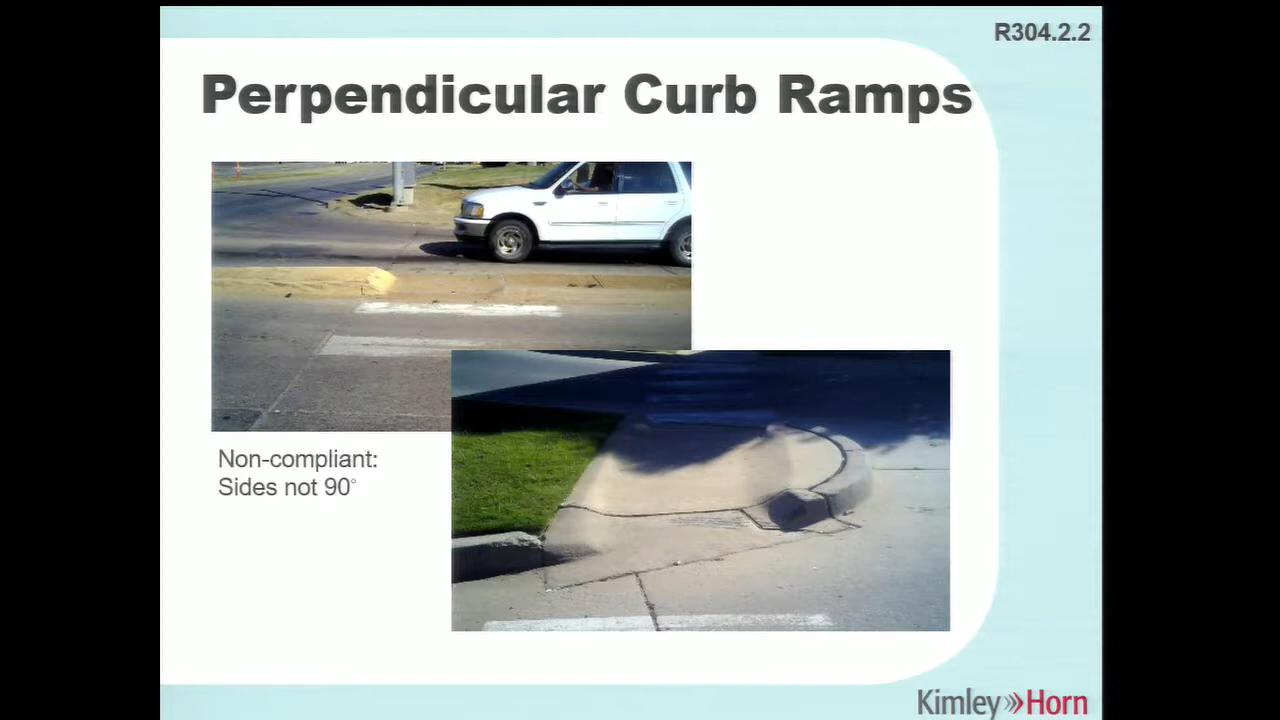 R304.2.2
Perpendicular Curb Ramps
Non-compliant:
Sides not 90°
Kimley»Horn